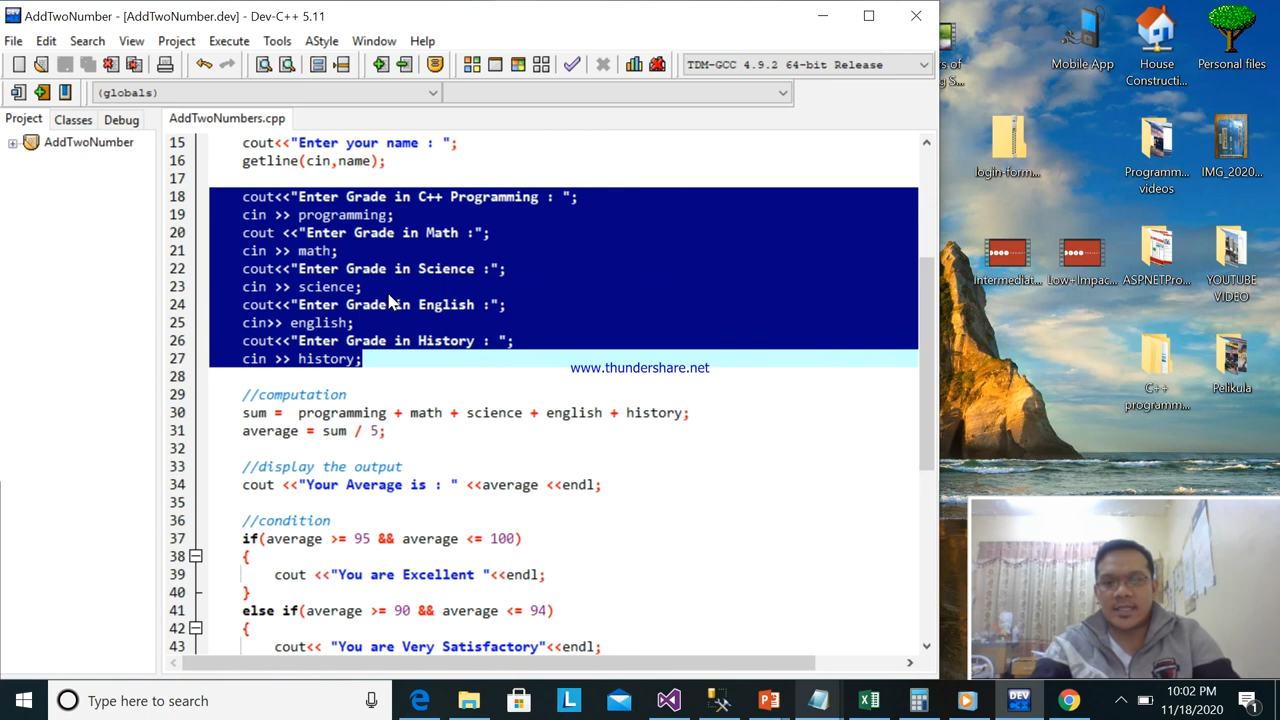 AddTwoNumber - [AddTwoNumber.dev] - Dev-C++ 5.11
File Edit Search View Project Execute Tools AStyle Window Help
TDM-GCC 4.9.2 64-bit Release
(globals)
Project Classes Debug
AddTwoNumbers.cpp
AddTwoNumber
15 cout<<"Enter your name : ";
16 getline(cin,name);
17
18 cout<<"Enter Grade in C++ Programming : ";
19 cin >> programming;
20 cout <<"Enter Grade in Math :";
21 cin >> math;
22 cout<<"Enter Grade in Science :";
23 cin >> science;
24 cout<<"Enter Grade in English :";
25 cin>> english;
26 cout<<"Enter Grade in History : ";
27 cin >> history;
28
29 //computation
30 sum =  programming + math + science + english + history;
31 average = sum / 5;
32
33 //display the output
34 cout <<"Your Average is : " <<average <<endl;
35
36 //condition
37 if(average >= 95 && average <= 100)
38 {
39 cout <<"You are Excellent "<<endl;
40 }
41 else if(average >= 90 && average <= 94)
42 {
43 cout<< "You are Very Satisfactory"<<endl;
www.thundershare.net
Mobile App
House Constructi...
Personal files
login-form...
Programm... videos
IMG_2020...
Intermediat...
Low+Impac...
ASPNETPro...
YOUTUBE VIDEO
C++ programm...
Pelikula
Type here to search
DEV
10:02 PM
11/18/2020
1